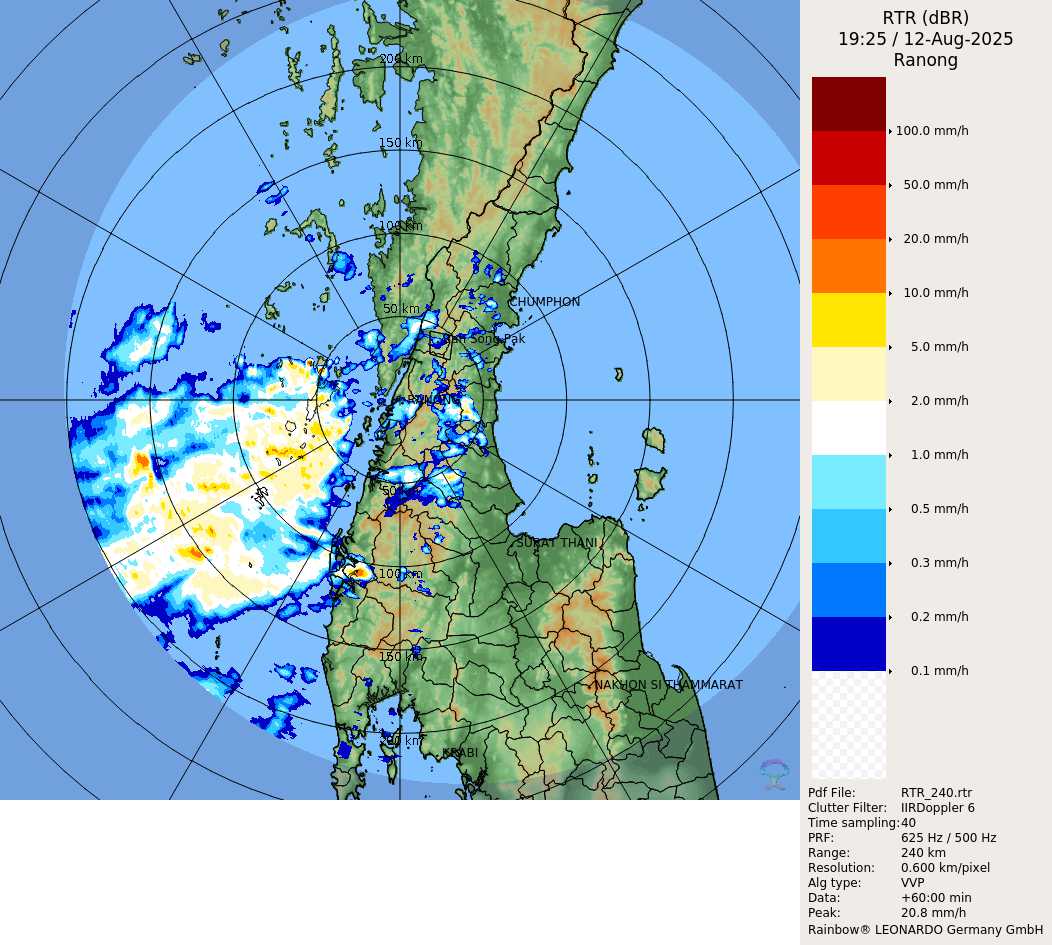 RTR (dBR)
19:25 / 12-Aug-2025
Ranong
100.0 mm/h
50.0 mm/h
20.0 mm/h
10.0 mm/h
5.0 mm/h
2.0 mm/h
1.0 mm/h
0.5 mm/h
0.3 mm/h
0.2 mm/h
0.1 mm/h
200 km
150 km
100 km
50 km
CHUMPHON
Song Pak
RANONG
50
SURAT THANI
100 km
150 km
NAKHON SI THAMMARAT
200 km
KRABI
Pdf File: RTR_240.rtr
Clutter Filter: IIRDoppler 6
Time sampling: 40
PRF: 625 Hz / 500 Hz
Range: 240 km
Resolution: 0.600 km/pixel
Alg type: VVP
Data: +60:00 min
Peak: 20.8 mm/h
Rainbow® LEONARDO Germany GmbH